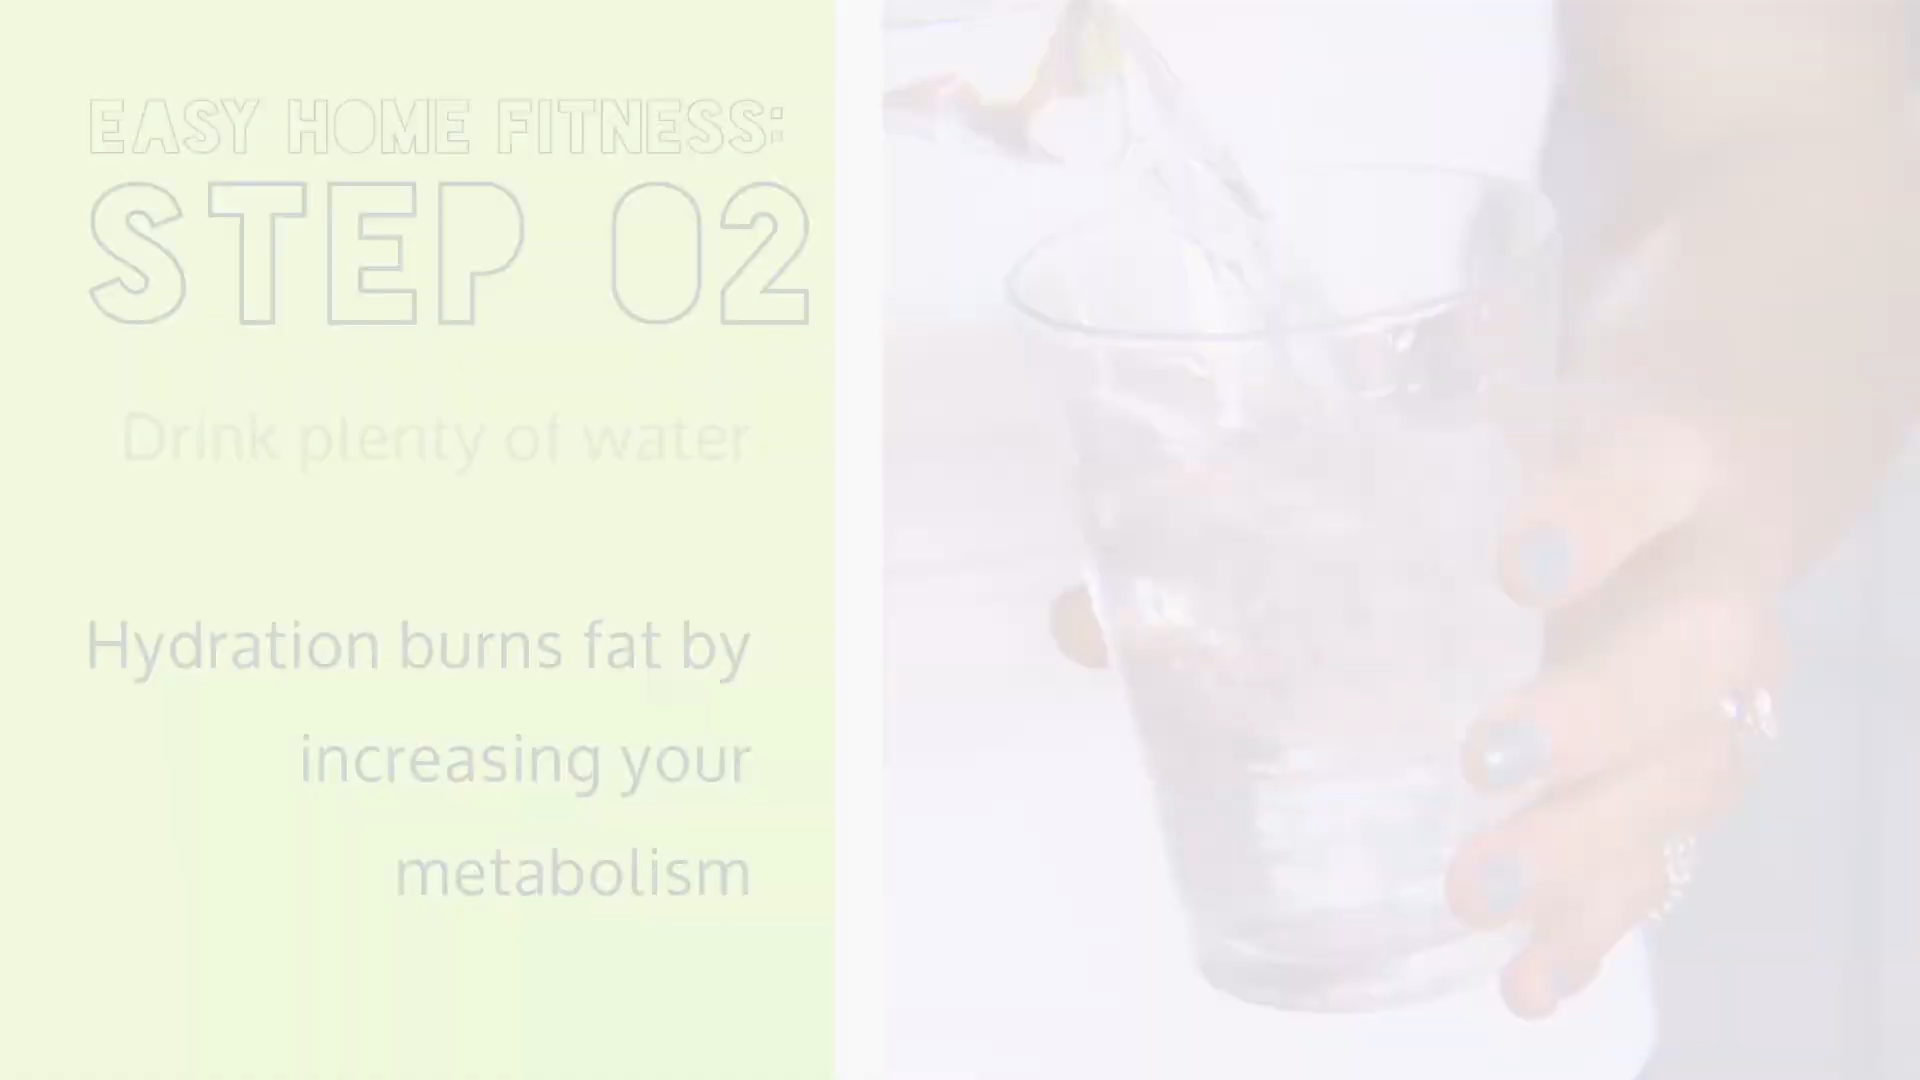 EASY HOME FITNESS:
STEP 02
Drink plenty of water
Hydration burns fat by
increasing your
metabolism